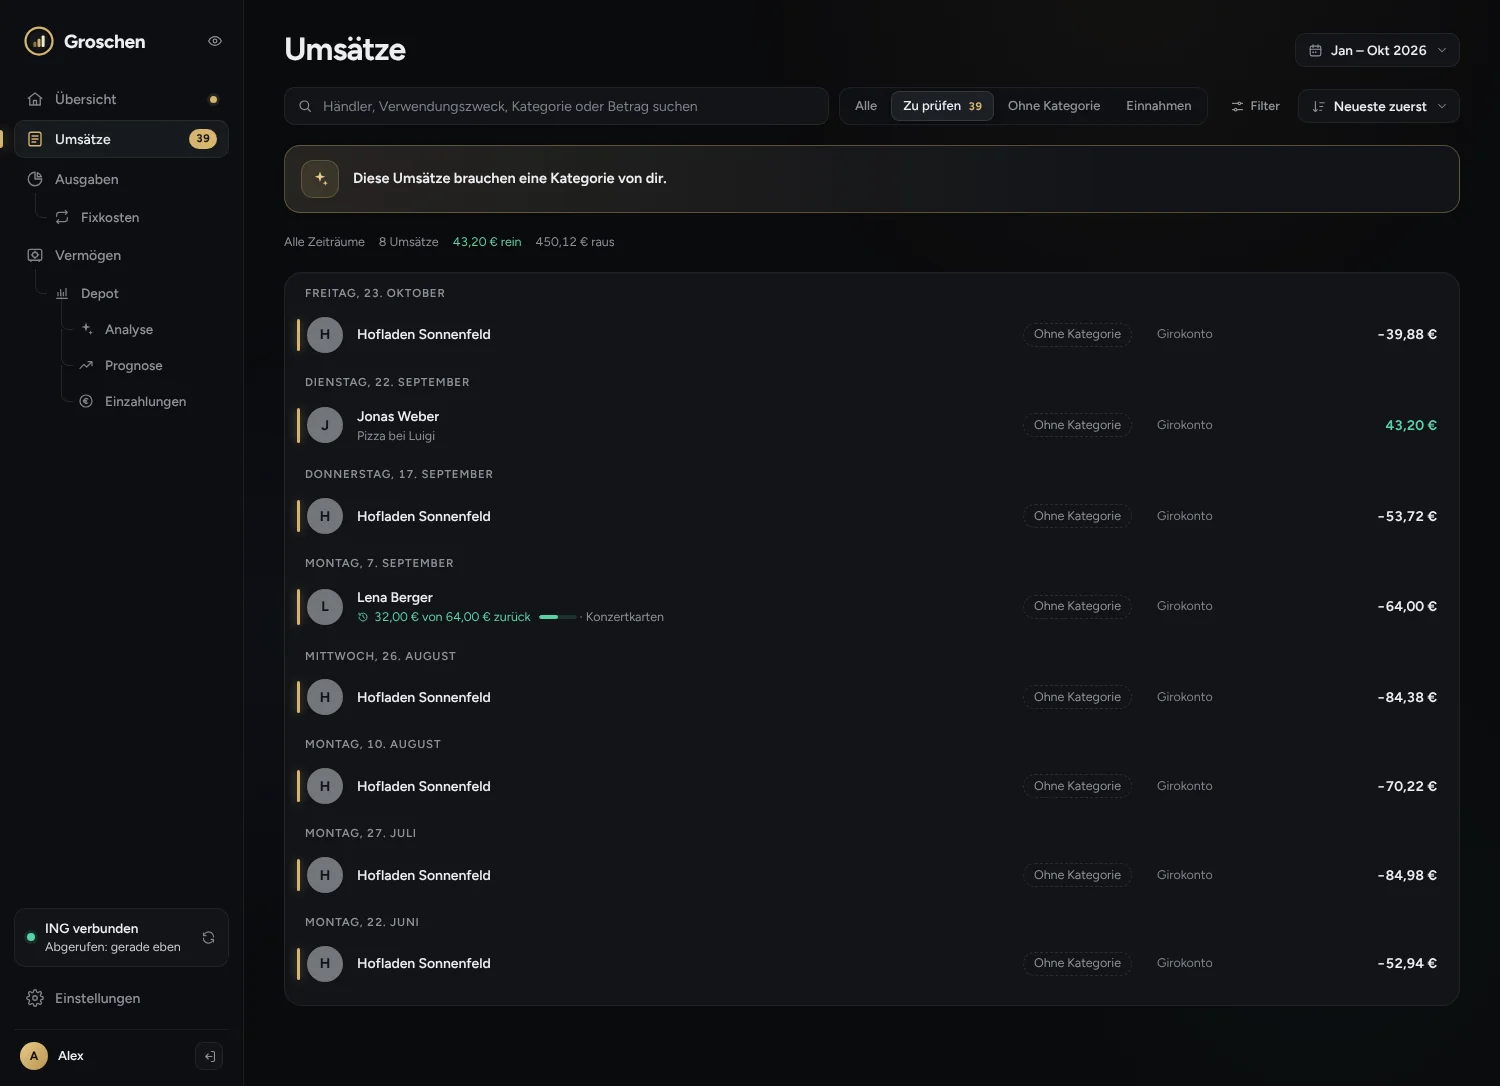 Groschen
Übersicht
Umsätze 39
Ausgaben
Fixkosten
Vermögen
Depot
Analyse
Prognose
Einzahlungen
ING verbunden
Abgerufen: gerade eben
Einstellungen
A Alex
Umsätze
Jan – Okt 2026
Händler, Verwendungszweck, Kategorie oder Betrag suchen
Alle Zu prüfen 39 Ohne Kategorie Einnahmen
Filter
Neueste zuerst
Diese Umsätze brauchen eine Kategorie von dir.
Alle Zeiträume 8 Umsätze 43,20 € rein 450,12 € raus
FREITAG, 23. OKTOBER
H Hofladen Sonnenfeld Ohne Kategorie Girokonto -39,88 €
DIENSTAG, 22. SEPTEMBER
J Jonas Weber Ohne Kategorie Girokonto 43,20 €
Pizza bei Luigi
DONNERSTAG, 17. SEPTEMBER
H Hofladen Sonnenfeld Ohne Kategorie Girokonto -53,72 €
MONTAG, 7. SEPTEMBER
L Lena Berger Ohne Kategorie Girokonto -64,00 €
32,00 € von 64,00 € zurück · Konzertkarten
MITTWOCH, 26. AUGUST
H Hofladen Sonnenfeld Ohne Kategorie Girokonto -84,38 €
MONTAG, 10. AUGUST
H Hofladen Sonnenfeld Ohne Kategorie Girokonto -70,22 €
MONTAG, 27. JULI
H Hofladen Sonnenfeld Ohne Kategorie Girokonto -84,98 €
MONTAG, 22. JUNI
H Hofladen Sonnenfeld Ohne Kategorie Girokonto -52,94 €